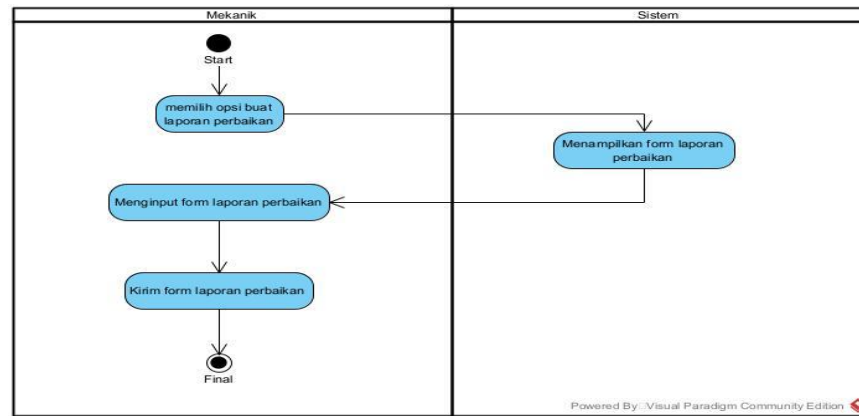 Mekanik
Sistem
Start
memilih opsi buat
laporan perbaikan
Menampilkan form laporan
perbaikan
Menginput form laporan perbaikan
Kirim form laporan perbaikan
Final
Powered By Visual Paradigm Community Edition